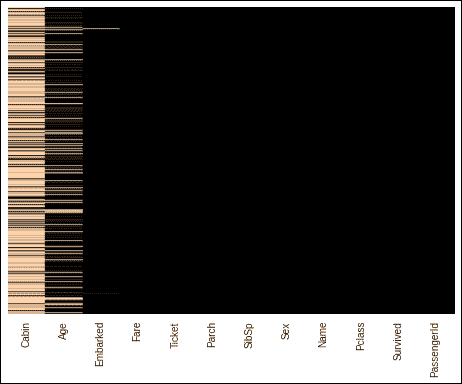 Cabin
Age
Embarked
Fare
Ticket
Parch
SibSp
Sex
Name
Pclass
Survived
PassengerId